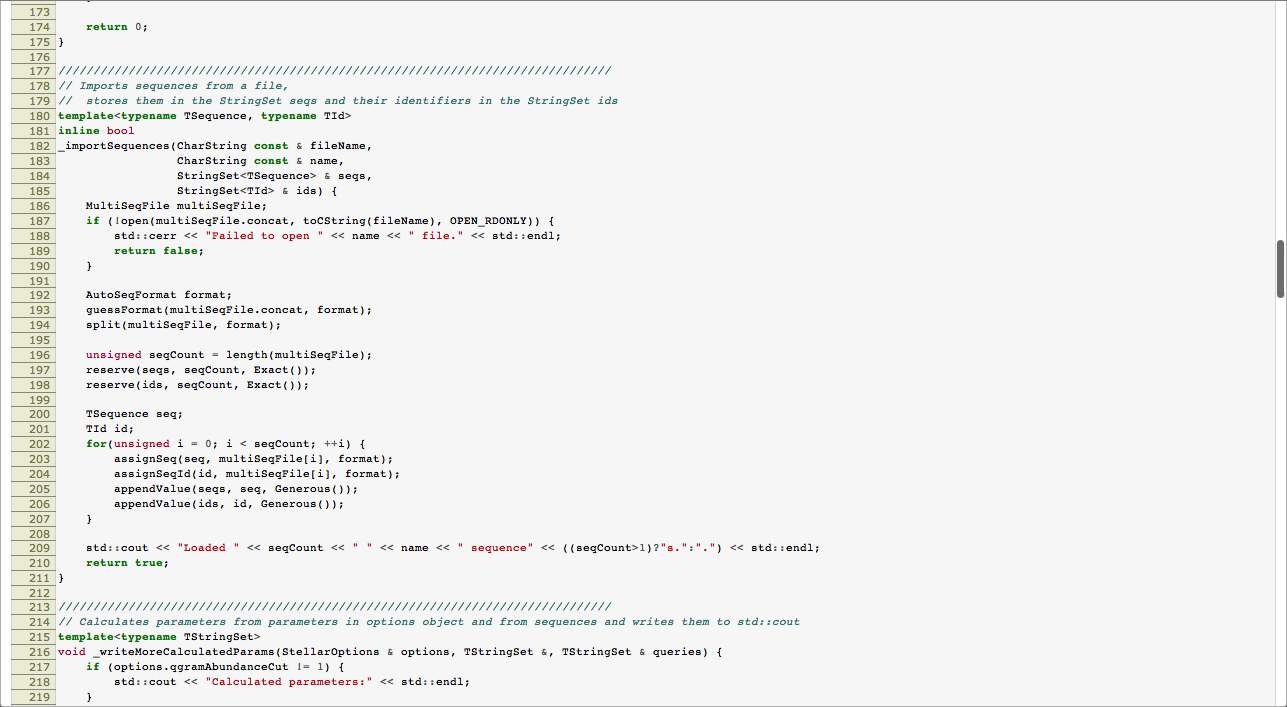 173
174     return 0;
175 }
176
177 ///////////////////////////////////////////////////////////////////////////////
178 // Imports sequences from a file,
179 //  stores them in the StringSet seqs and their identifiers in the StringSet ids
180 template<typename TSequence, typename TId>
181 inline bool
182 _importSequences(CharString const & fileName,
183                  CharString const & name,
184                  StringSet<TSequence> & seqs,
185                  StringSet<TId> & ids) {
186     MultiSeqFile multiSeqFile;
187     if (!open(multiSeqFile.concat, toCString(fileName), OPEN_RDONLY)) {
188         std::cerr << "Failed to open " << name << " file." << std::endl;
189         return false;
190     }
191
192     AutoSeqFormat format;
193     guessFormat(multiSeqFile.concat, format);
194     split(multiSeqFile, format);
195
196     unsigned seqCount = length(multiSeqFile);
197     reserve(seqs, seqCount, Exact());
198     reserve(ids, seqCount, Exact());
199
200     TSequence seq;
201     TId id;
202     for(unsigned i = 0; i < seqCount; ++i) {
203         assignSeq(seq, multiSeqFile[i], format);
204         assignSeqId(id, multiSeqFile[i], format);
205         appendValue(seqs, seq, Generous());
206         appendValue(ids, id, Generous());
207     }
208
209     std::cout << "Loaded " << seqCount << " " << name << " sequence" << ((seqCount>1)?"s.":".") << std::endl;
210     return true;
211 }
212
213 ///////////////////////////////////////////////////////////////////////////////
214 // Calculates parameters from parameters in options object and from sequences and writes them to std::cout
215 template<typename TStringSet>
216 void _writeMoreCalculatedParams(StellarOptions & options, TStringSet &, TStringSet & queries) {
217     if (options.qgramAbundanceCut != 1) {
218         std::cout << "Calculated parameters:" << std::endl;
219     }